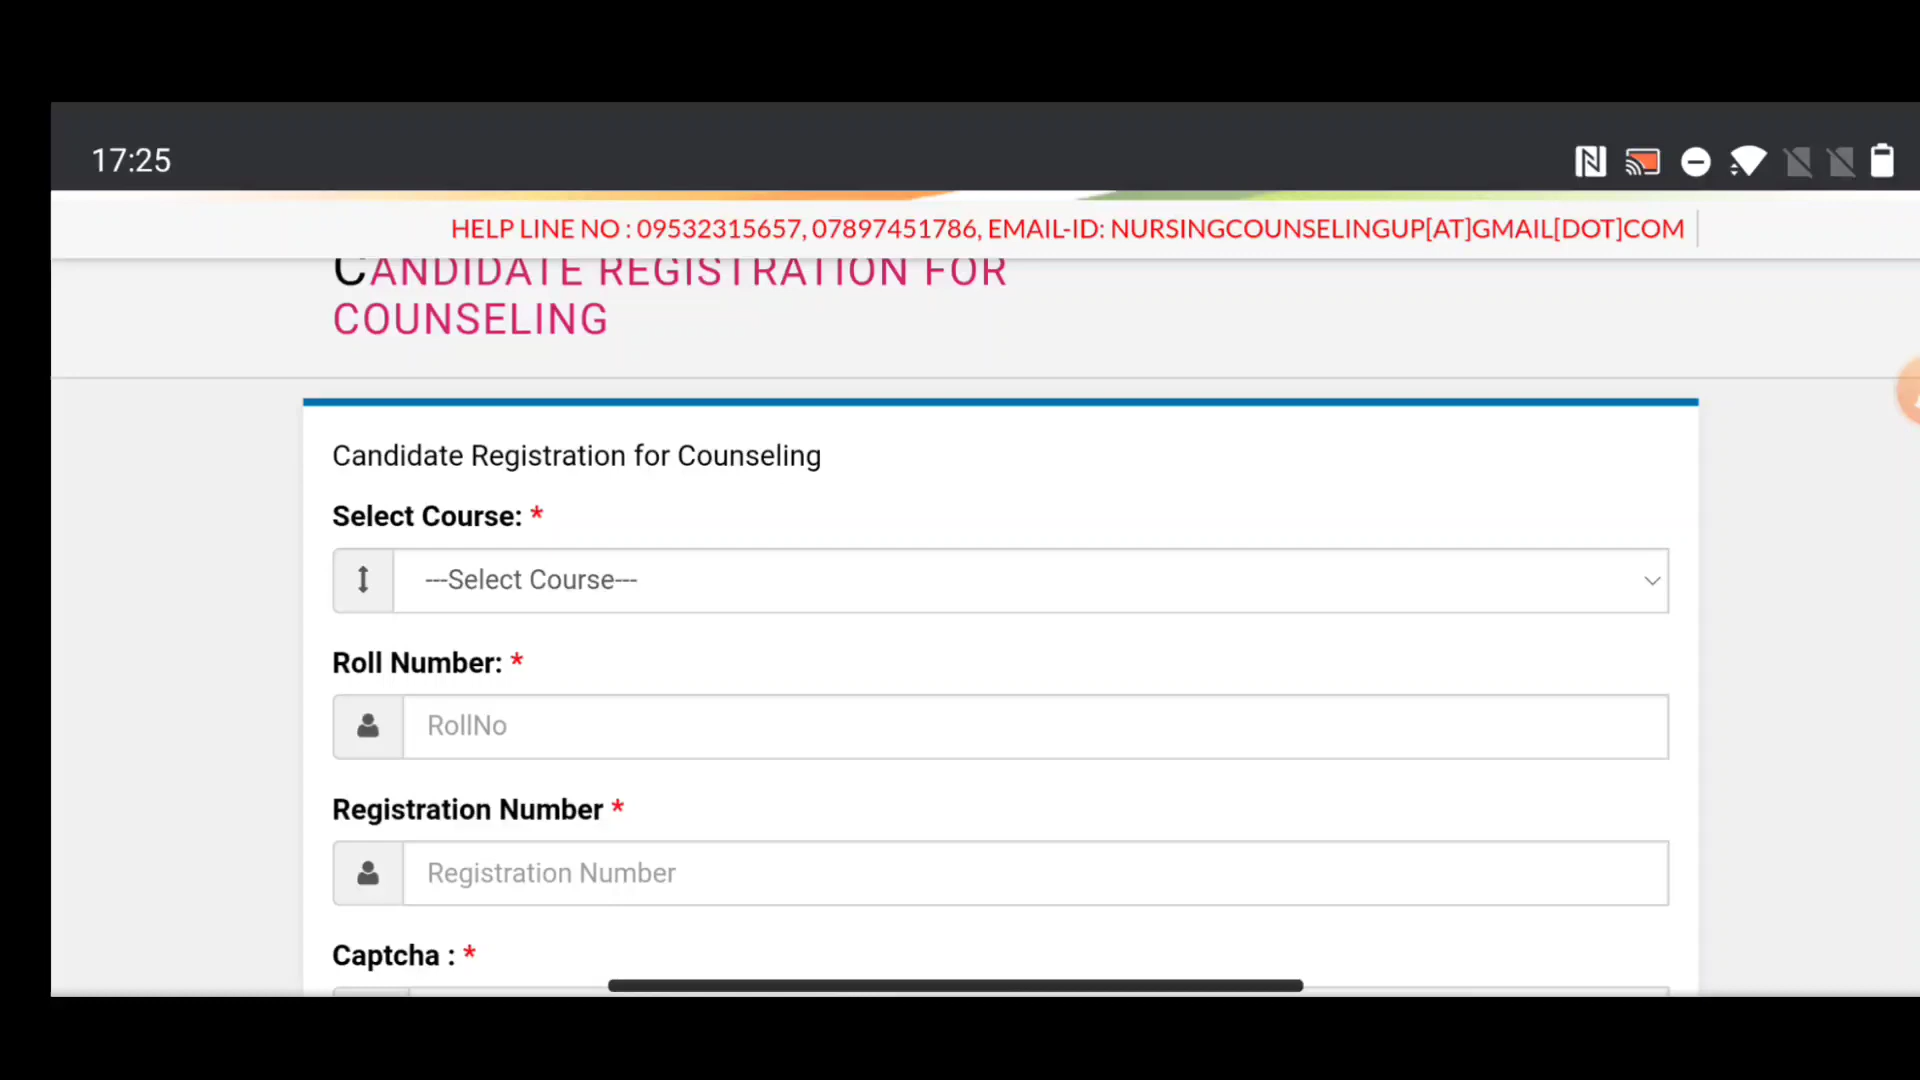 17:25
HELP LINE NO : 09532315657, 07897451786, EMAIL-ID: NURSINGCOUNSELINGUP[AT]GMAIL[DOT]COM
CANDIDATE REGISTRATION FOR
COUNSELING
Candidate Registration for Counseling
Select Course: *
---Select Course---
Roll Number: *
RollNo
Registration Number *
Registration Number
Captcha : *